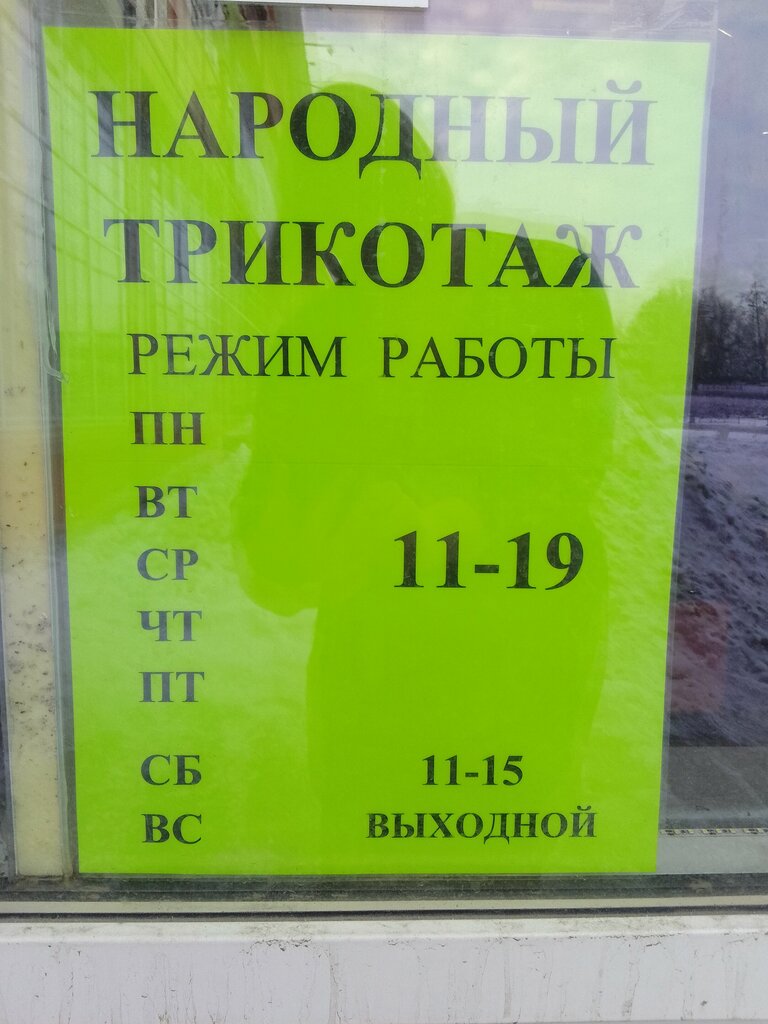 НАРОДНЫЙ
ТРИКОТАЖ
РЕЖИМ РАБОТЫ
ПН
ВТ
СР 11-19
ЧТ
ПТ
СБ 11-15
ВС ВЫХОДНОЙ